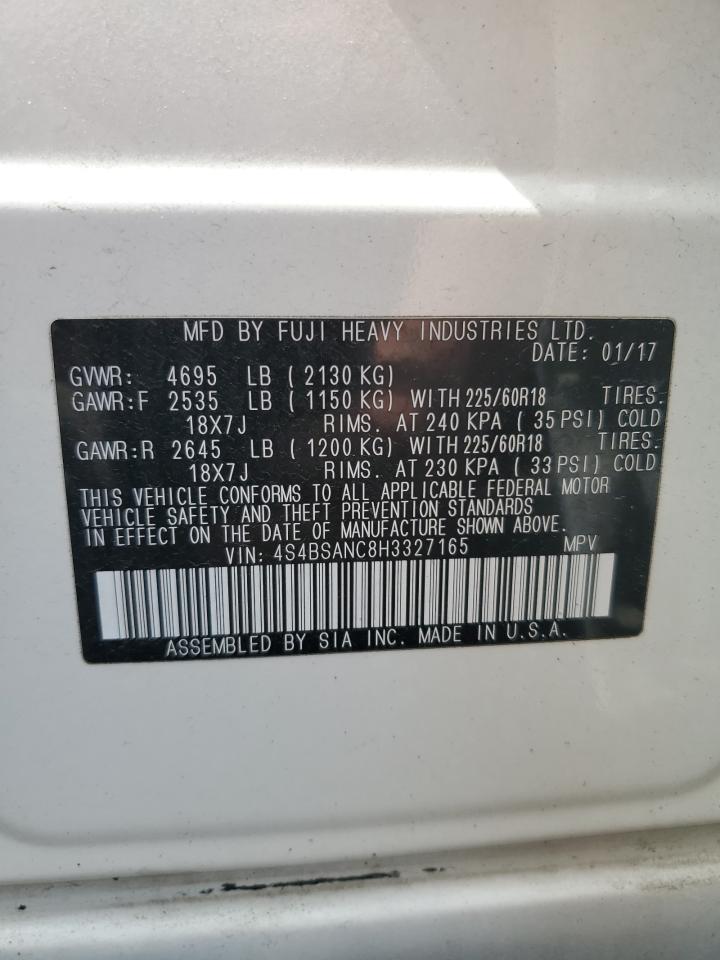 MFD BY FUJI HEAVY INDUSTRIES LTD.
DATE: 01/17
GVWR: 4695 LB ( 2130 KG)
GAWR:F 2535 LB ( 1150 KG) WITH 225/60R18 TIRES.
18X7J RIMS. AT 240 KPA ( 35 PSI) COLD
GAWR:R 2645 LB ( 1200 KG) WITH 225/60R18 TIRES.
18X7J RIMS. AT 230 KPA ( 33 PSI) COLD
THIS VEHICLE CONFORMS TO ALL APPLICABLE FEDERAL MOTOR
VEHICLE SAFETY AND THEFT PREVENTION STANDARDS
IN EFFECT ON THE DATE OF MANUFACTURE SHOWN ABOVE.
VIN: 4S4BSANC8H3327165 MPV
ASSEMBLED BY SIA INC. MADE IN U.S.A.